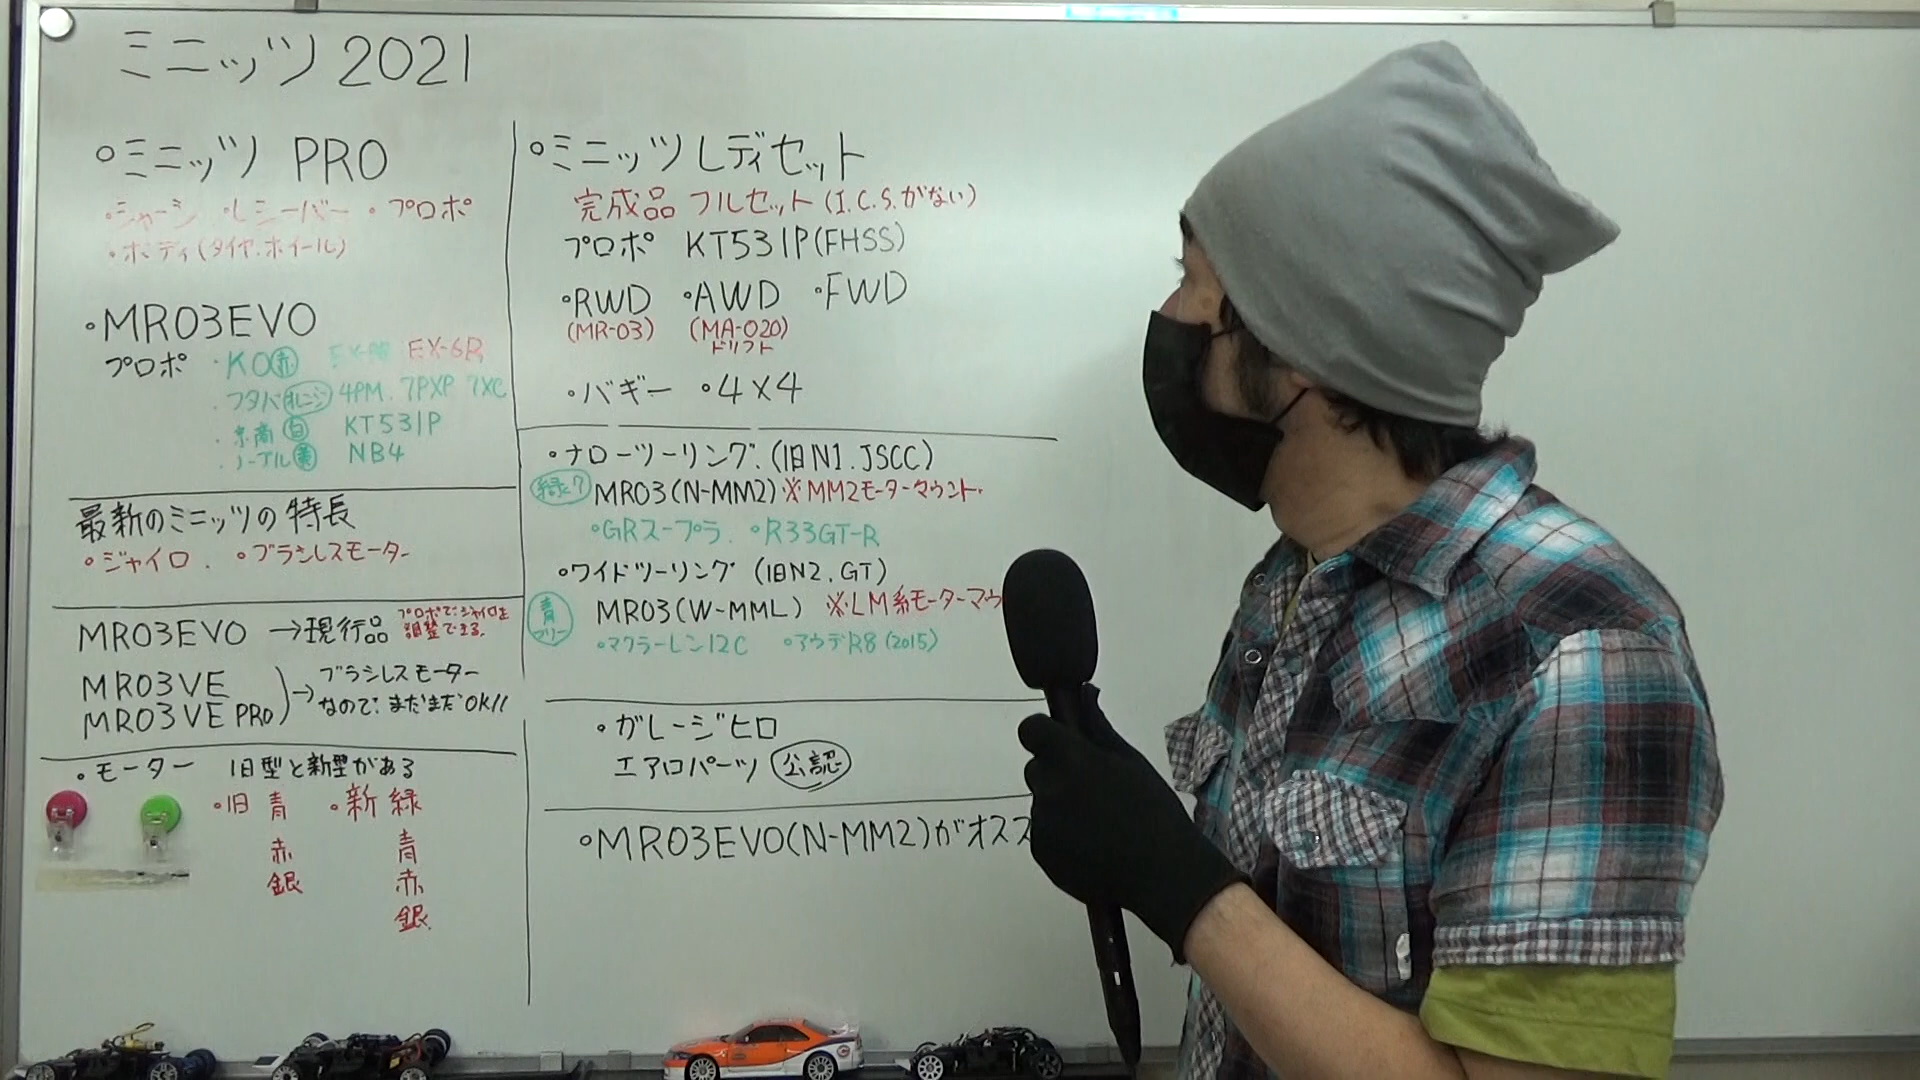 ミニッツ 2021
・ミニッツ PRO
・シャーシ ・レシーバー ・プロポ
・ボディ(タイヤ.ホイール)
・MR03EVO
プロポ ・KO 赤 EX-RR EX-6R
・フタバ オレンジ 4PM. 7PXP 7XC
・京商 白 KT531P
・ノーブル 黄 NB4
最新のミニッツの特長
・ジャイロ. ・ブラシレスモーター
MR03EVO →現行品 プロポでジャイロを
調整できる.
MR03VE
MR03VE PRO
→ブラシレスモーター
なのでまだまだOK!!
・モーター 旧型と新型がある
・旧 青 ・新 緑
赤 青
銀 赤
銀
・ミニッツレディセット
完成品 フルセット(I.C.S.がない)
プロポ KT531P(FHSS)
・RWD ・AWD ・FWD
(MR-03) (MA-020)
ドリフト
・バギー ・4×4
・ナローツーリング.(旧N1.JSCC)
緑? MR03(N-MM2)※MM2モーターマウント.
・GRスープラ. ・R33GT-R
・ワイドツーリング (旧N2.GT)
青フリー MR03(W-MML) ※LM系モーターマウ
・マクラーレン12C ・アウデR8(2015)
・ガレージヒロ
エアロパーツ 公認
・MR03EVO(N-MM2)がオスス